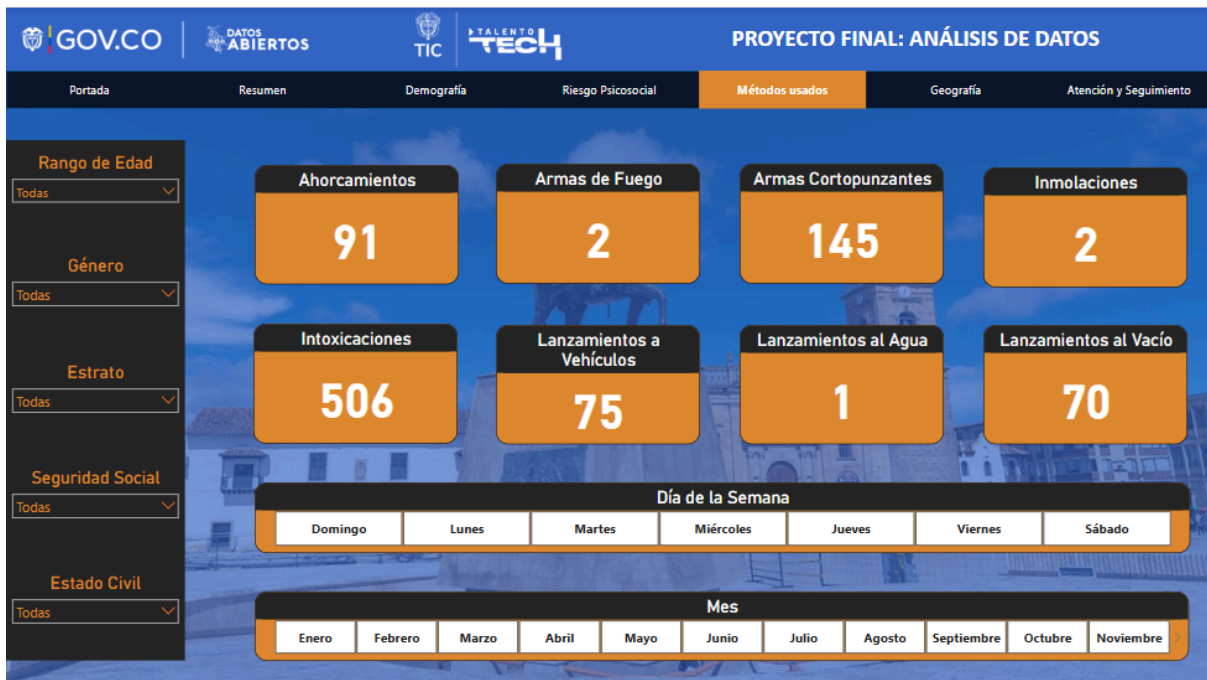 GOV.CO
DATOS
ABIERTOS
TIC
TALENTO
TECH
PROYECTO FINAL: ANÁLISIS DE DATOS
Portada
Resumen
Demografía
Riesgo Psicosocial
Métodos usados
Geografía
Atención y Seguimiento
Rango de Edad
Todas
Género
Todas
Estrato
Todas
Seguridad Social
Todas
Estado Civil
Todas
Ahorcamientos
91
Armas de Fuego
2
Armas Cortopunzantes
145
Inmolaciones
2
Intoxicaciones
506
Lanzamientos a
Vehículos
75
Lanzamientos al Agua
1
Lanzamientos al Vacío
70
Día de la Semana
Domingo
Lunes
Martes
Miércoles
Jueves
Viernes
Sábado
Mes
Enero
Febrero
Marzo
Abril
Mayo
Junio
Julio
Agosto
Septiembre
Octubre
Noviembre